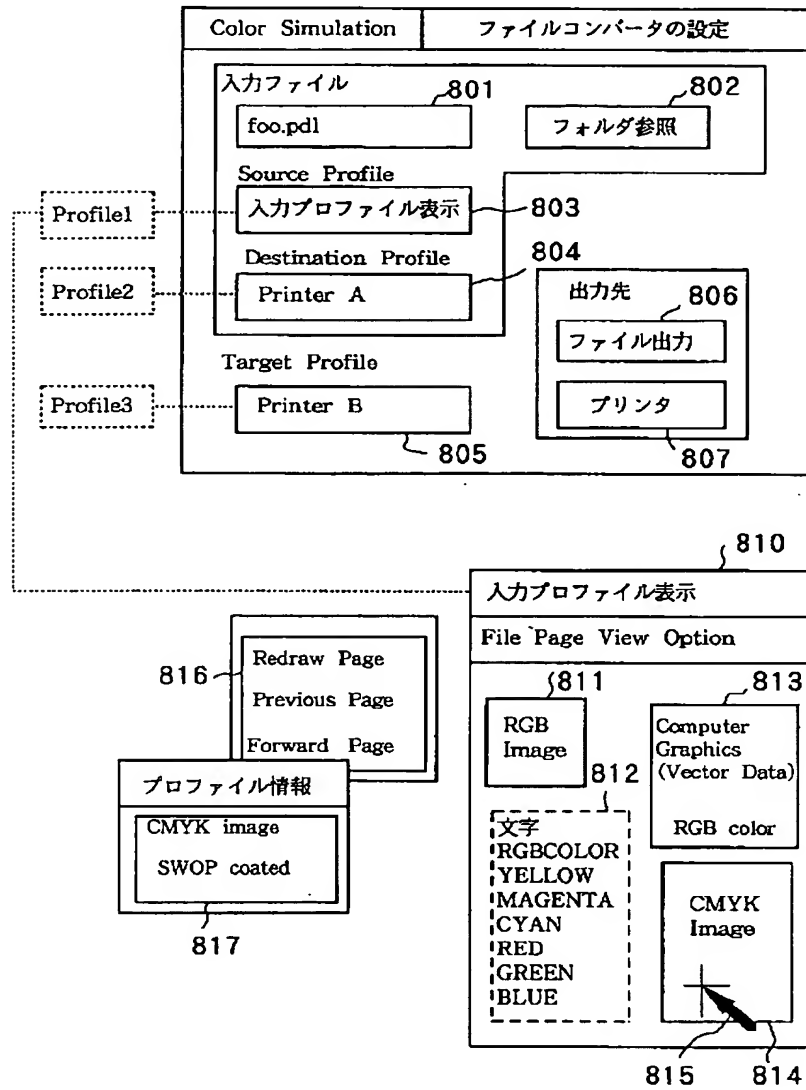 Color Simulation
ファイルコンバータの設定
入力ファイル
801
802
foo.pdl
フォルダ参照
Source Profile
Profile1
入力プロファイル表示
803
Destination Profile
804
Profile2
Printer A
出力先
806
ファイル出力
Target Profile
Profile3
Printer B
プリンタ
805
807
810
入力プロファイル表示
File Page View Option
816
Redraw Page
Previous Page
Forward Page
811
813
RGB
Image
Computer
Graphics
(Vector Data)
RGB color
812
プロファイル情報
CMYK image
SWOP coated
817
文字
RGBCOLOR
YELLOW
MAGENTA
CYAN
RED
GREEN
BLUE
CMYK
Image
815
814